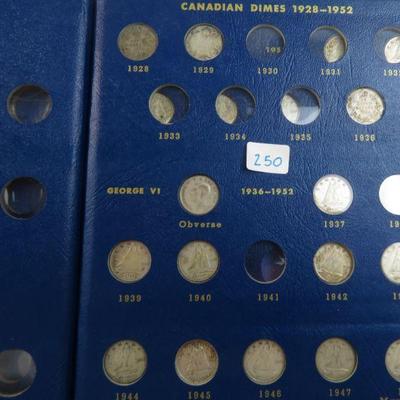 CANADIAN DIMES 1928-1952
1928 1929 1930 1931 193
1933 1934 1935 1936
250
GEORGE VI 1936-1952
Obverse 1937
1939 1940 1941 1942
1944 1945 1946 1947